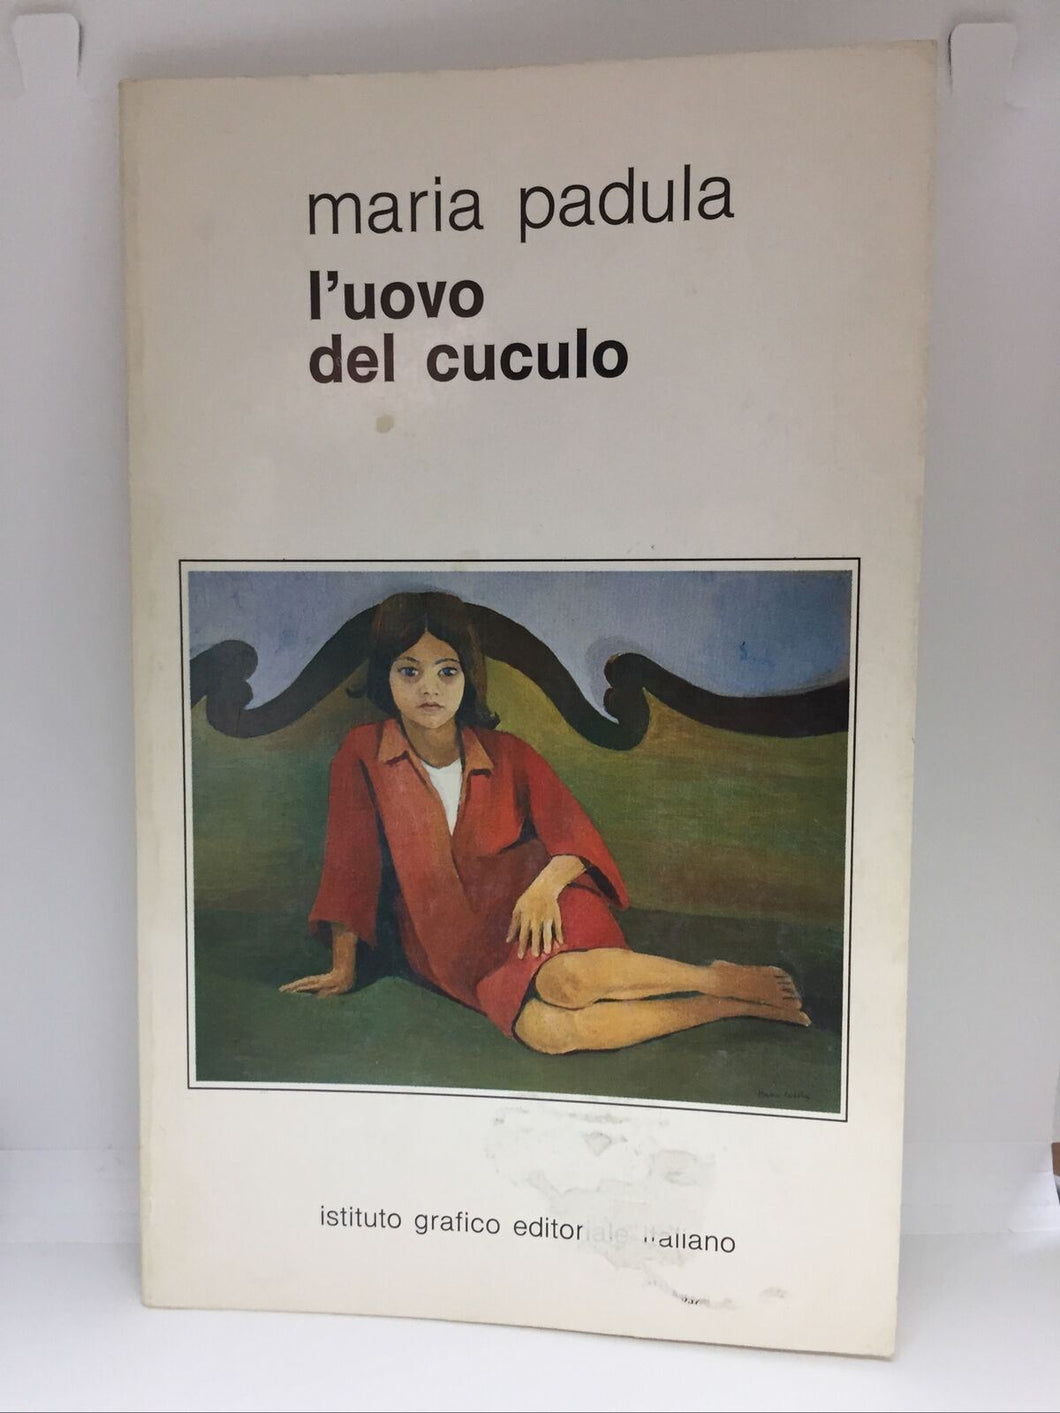 maria padula
l'uovo
del cuculo
istituto grafico editoriale italiano